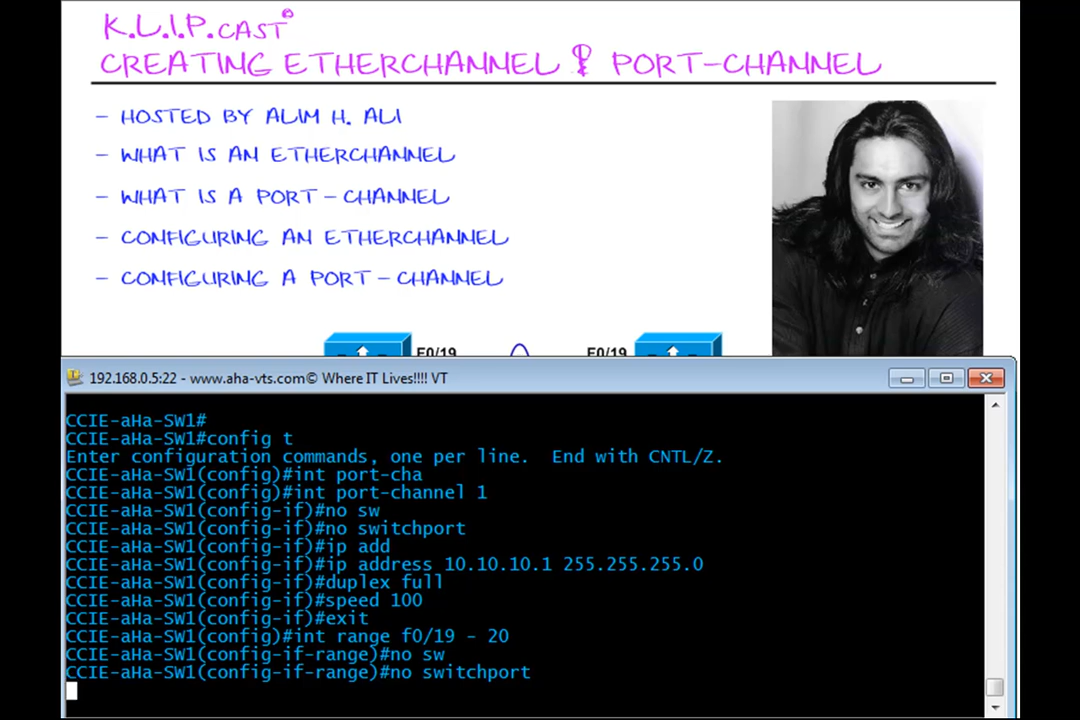 K.L.I.P.CAST®
CREATING ETHERCHANNEL & PORT-CHANNEL
- HOSTED BY ALIM H. ALI
- WHAT IS AN ETHERCHANNEL
- WHAT IS A PORT-CHANNEL
- CONFIGURING AN ETHERCHANNEL
- CONFIGURING A PORT-CHANNEL
F0/19 F0/19
192.168.0.5:22 - www.aha-vts.com© Where IT Lives!!!! VT
CCIE-aHa-SW1#
CCIE-aHa-SW1#config t
Enter configuration commands, one per line.  End with CNTL/Z.
CCIE-aHa-SW1(config)#int port-cha
CCIE-aHa-SW1(config)#int port-channel 1
CCIE-aHa-SW1(config-if)#no sw
CCIE-aHa-SW1(config-if)#no switchport
CCIE-aHa-SW1(config-if)#ip add
CCIE-aHa-SW1(config-if)#ip address 10.10.10.1 255.255.255.0
CCIE-aHa-SW1(config-if)#duplex full
CCIE-aHa-SW1(config-if)#speed 100
CCIE-aHa-SW1(config-if)#exit
CCIE-aHa-SW1(config)#int range f0/19 - 20
CCIE-aHa-SW1(config-if-range)#no sw
CCIE-aHa-SW1(config-if-range)#no switchport